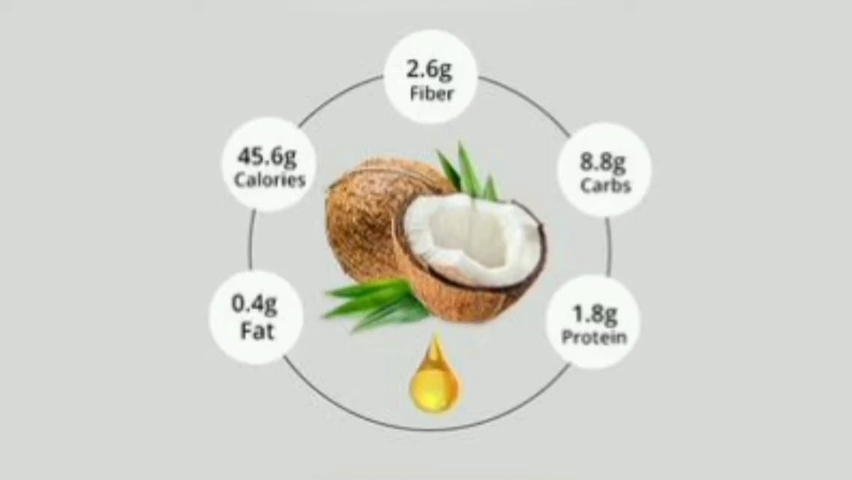 2.6g
Fiber
45.6g
Calories
8.8g
Carbs
0.4g
Fat
1.8g
Protein